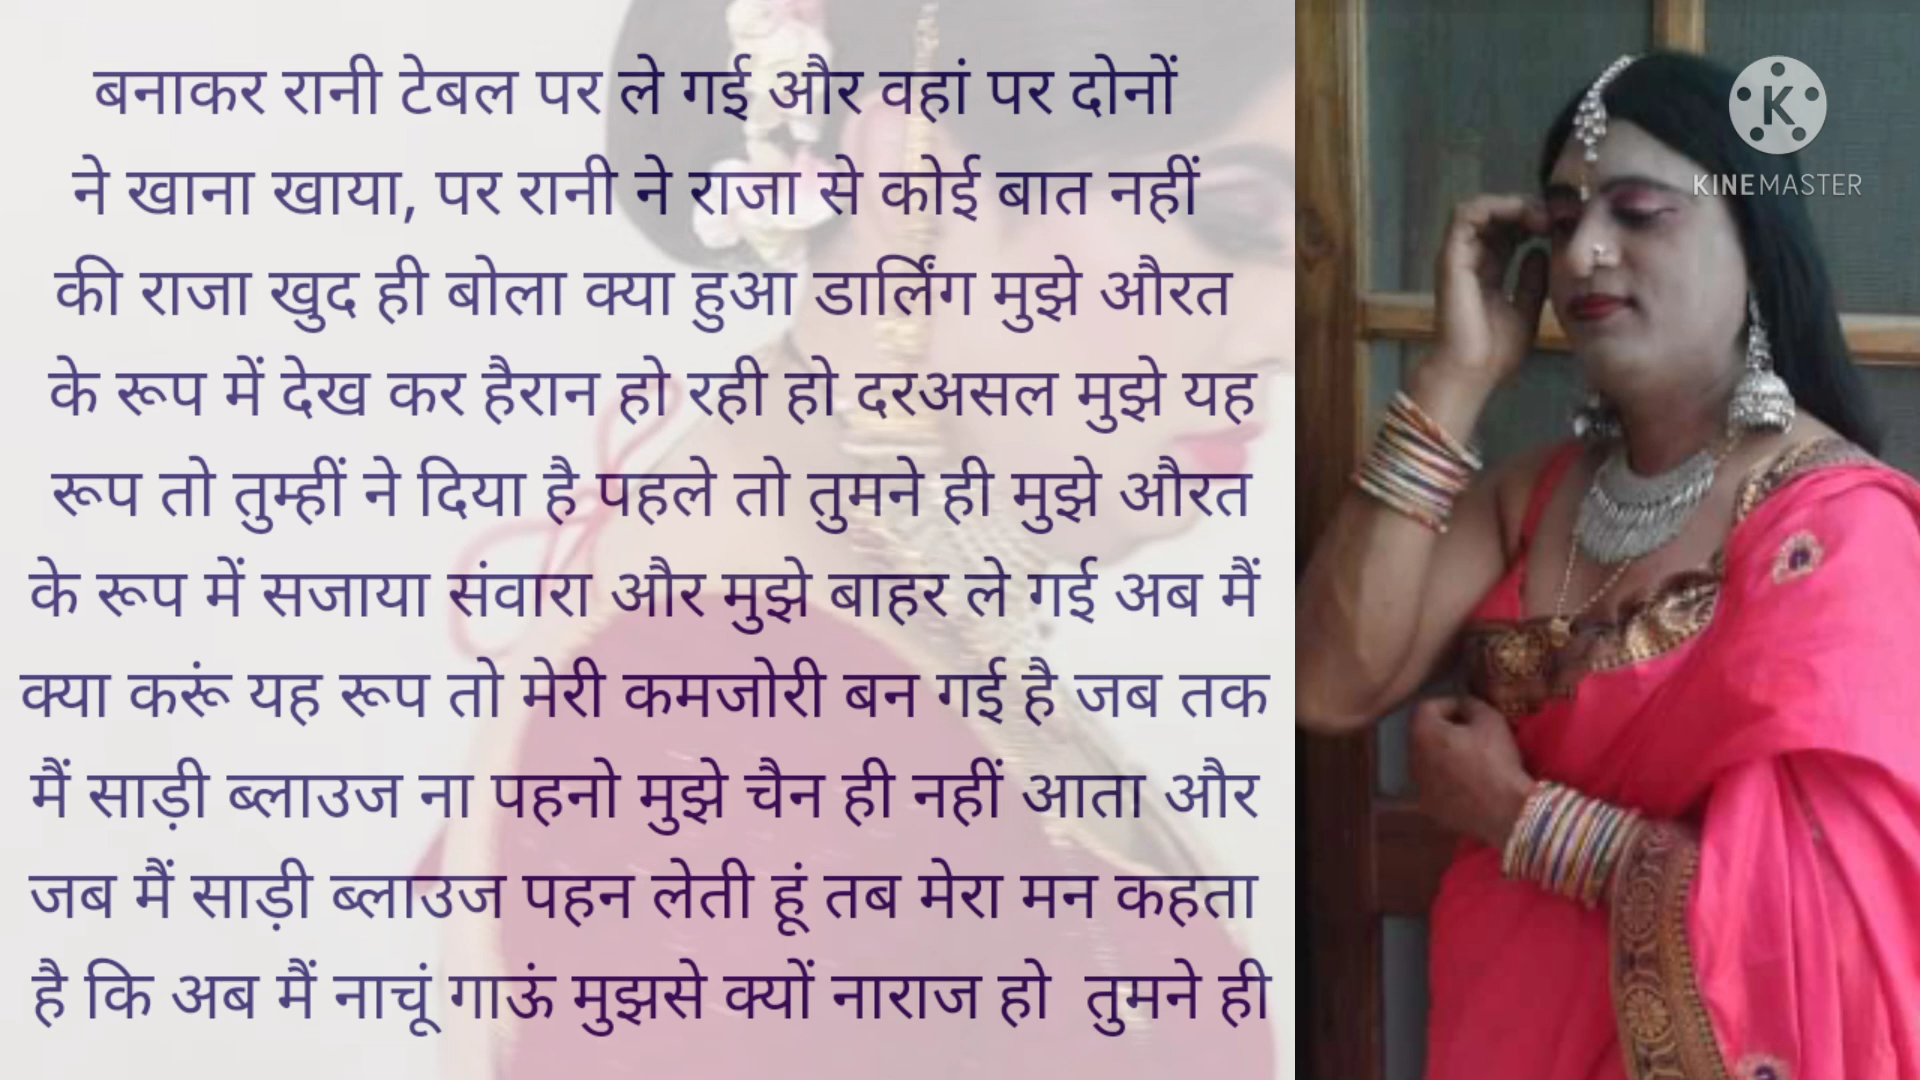 बनाकर रानी टेबल पर ले गई और वहां पर दोनों
ने खाना खाया, पर रानी ने राजा से कोई बात नहीं
की राजा खुद ही बोला क्या हुआ डार्लिंग मुझे औरत
के रूप में देख कर हैरान हो रही हो दरअसल मुझे यह
रूप तो तुम्हीं ने दिया है पहले तो तुमने ही मुझे औरत
के रूप में सजाया संवारा और मुझे बाहर ले गई अब मैं
क्या करूं यह रूप तो मेरी कमजोरी बन गई है जब तक
मैं साड़ी ब्लाउज ना पहनो मुझे चैन ही नहीं आता और
जब मैं साड़ी ब्लाउज पहन लेती हूं तब मेरा मन कहता
है कि अब मैं नाचूं गाऊं मुझसे क्यों नाराज हो  तुमने ही
K
KINEMASTER